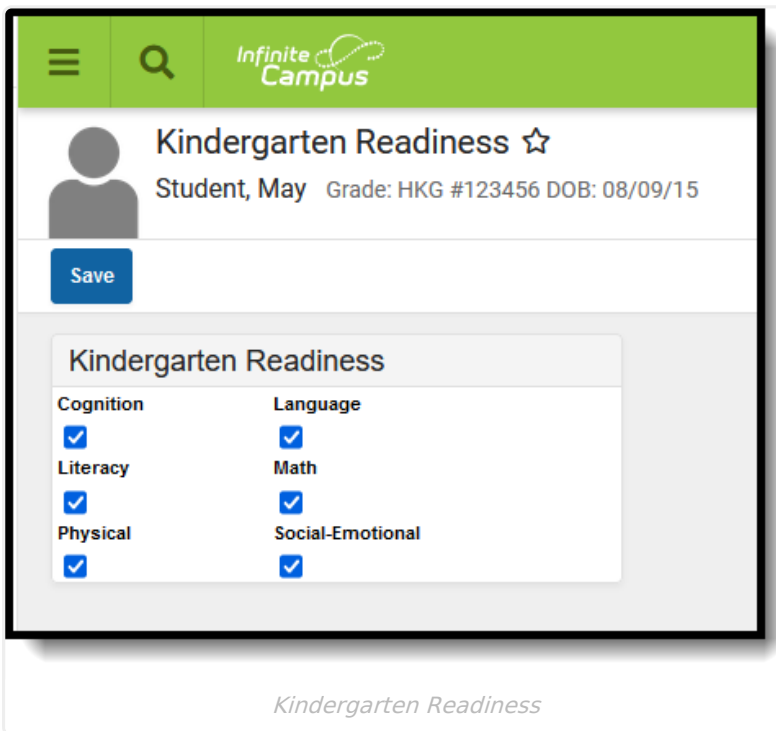 Infinite
Campus
Kindergarten Readiness
Student, May Grade: HKG #123456 DOB: 08/09/15
Save
Kindergarten Readiness
Cognition Language
Literacy Math
Physical Social-Emotional
Kindergarten Readiness